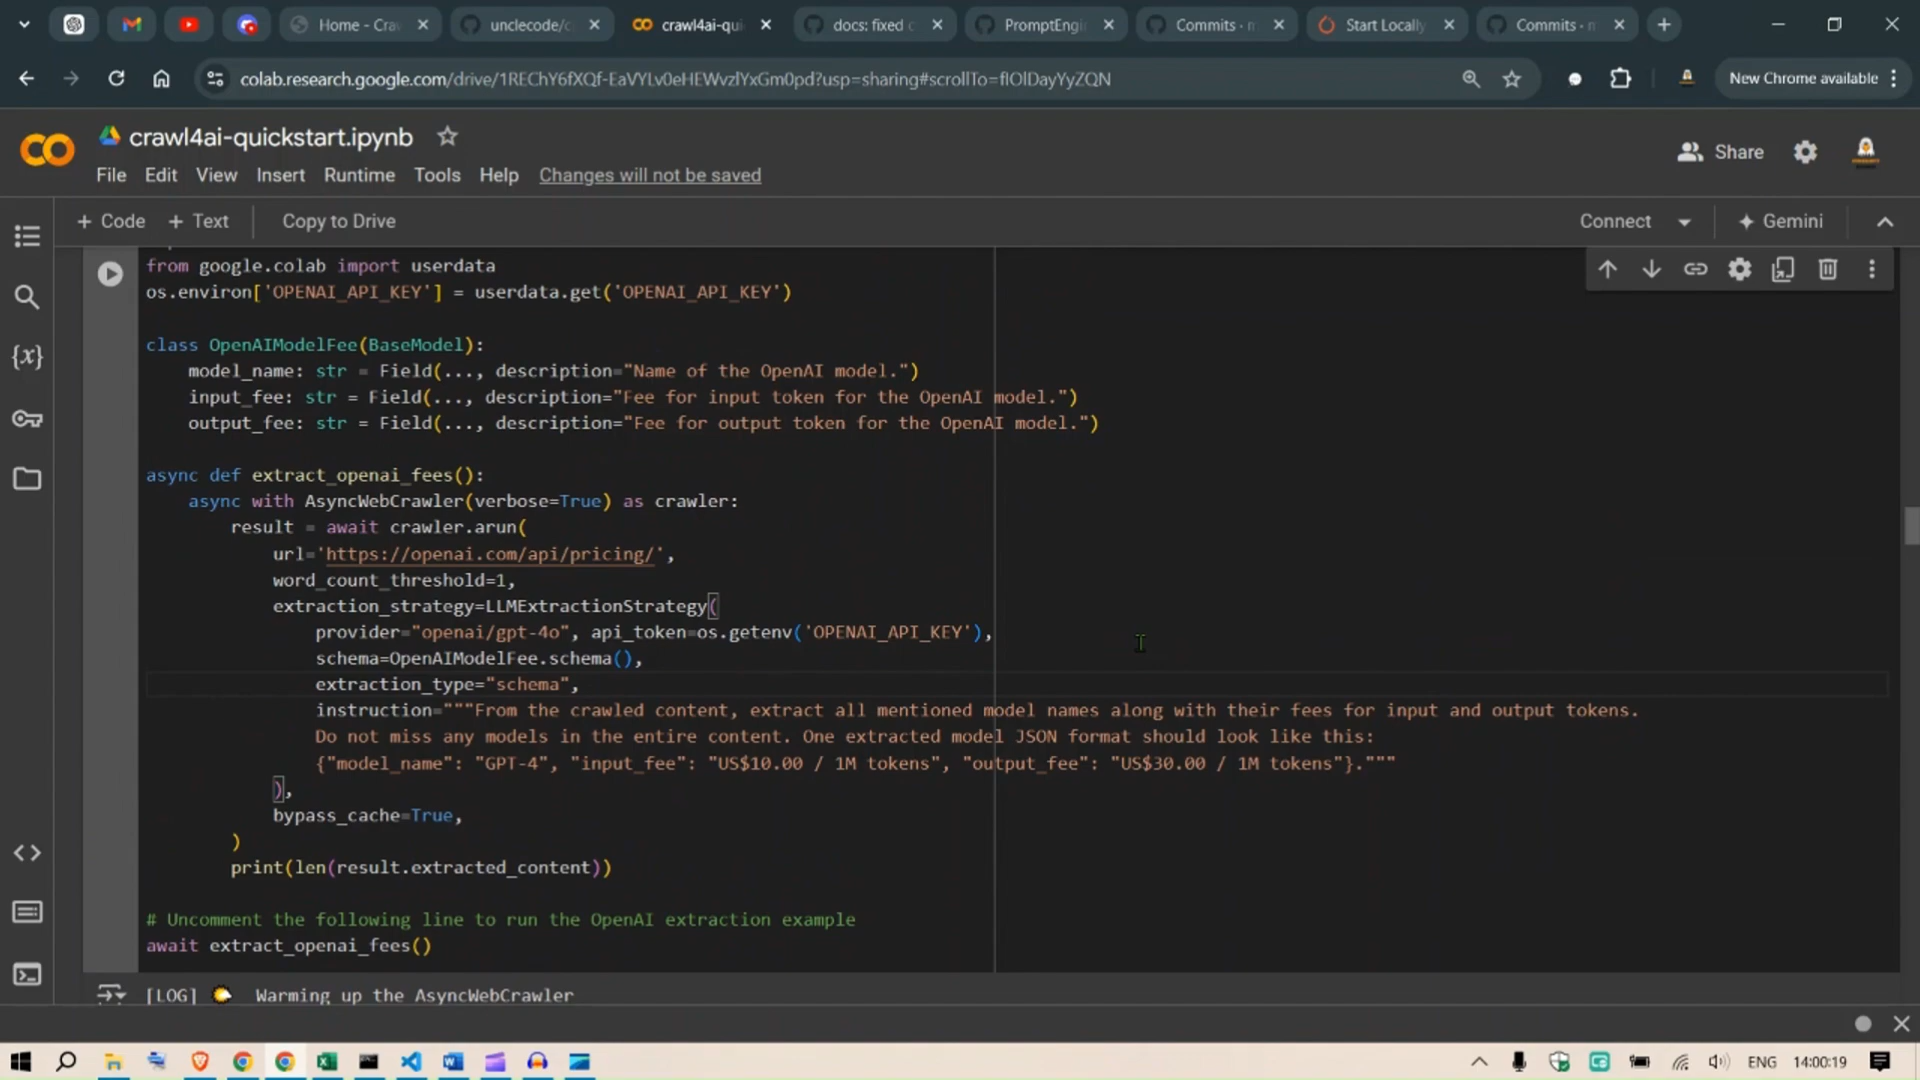 Home - Craw
unclecode/c
crawl4ai-qui
docs: fixed c
PromptEngi
Commits · m
Start Locally
Commits · m
colab.research.google.com/drive/1REChY6fXQf-EaVYLv0eHEWvzlYxGm0pd?usp=sharing#scrollTo=flOlDayYyZQN
New Chrome available
crawl4ai-quickstart.ipynb
Share
File Edit View Insert Runtime Tools Help Changes will not be saved
+ Code + Text Copy to Drive
Connect
Gemini
from google.colab import userdata
os.environ['OPENAI_API_KEY'] = userdata.get('OPENAI_API_KEY')
class OpenAIModelFee(BaseModel):
model_name: str = Field(..., description="Name of the OpenAI model.")
input_fee: str = Field(..., description="Fee for input token for the OpenAI model.")
output_fee: str = Field(..., description="Fee for output token for the OpenAI model.")
async def extract_openai_fees():
async with AsyncWebCrawler(verbose=True) as crawler:
result = await crawler.arun(
url='https://openai.com/api/pricing/',
word_count_threshold=1,
extraction_strategy=LLMExtractionStrategy(
provider="openai/gpt-4o", api_token=os.getenv('OPENAI_API_KEY'),
schema=OpenAIModelFee.schema(),
extraction_type="schema",
instruction="""From the crawled content, extract all mentioned model names along with their fees for input and output tokens.
Do not miss any models in the entire content. One extracted model JSON format should look like this:
{"model_name": "GPT-4", "input_fee": "US$10.00 / 1M tokens", "output_fee": "US$30.00 / 1M tokens"}."""
),
bypass_cache=True,
)
print(len(result.extracted_content))
# Uncomment the following line to run the OpenAI extraction example
await extract_openai_fees()
[LOG] Warming up the AsyncWebCrawler
ENG
14:00:19